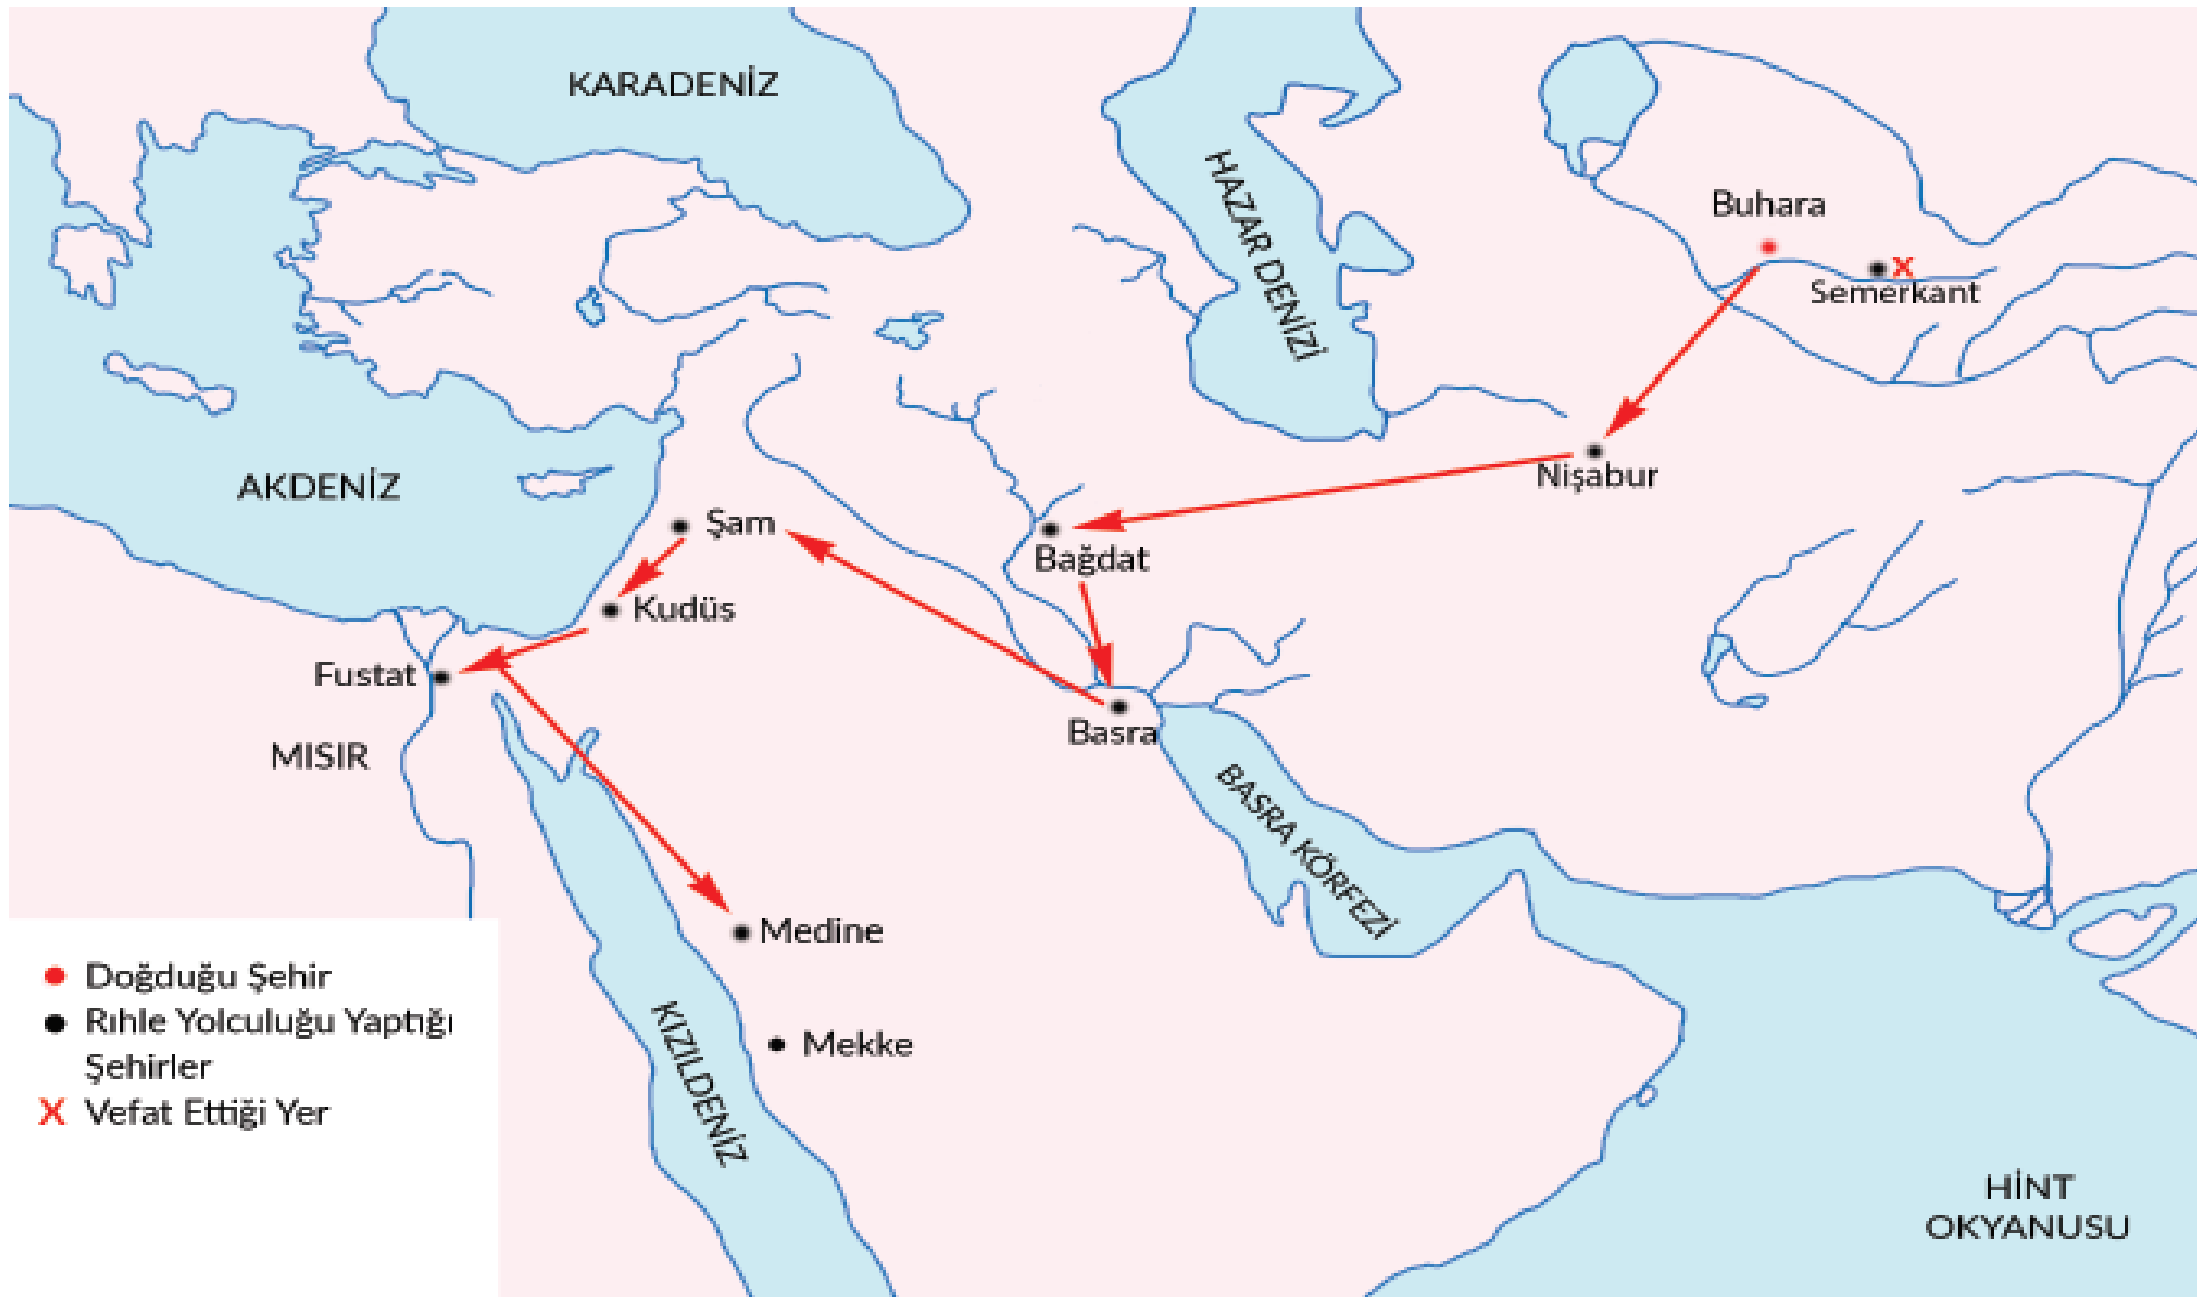 KARADENİZ
HAZAR DENİZİ
Buhara
X
Semerkant
AKDENİZ
Nişabur
Şam
Bağdat
Kudüs
Fustat
Basra
MISIR
BASRA KÖRFEZİ
Medine
Doğduğu Şehir
Rıhle Yolculuğu Yaptığı
Şehirler
X Vefat Ettiği Yer
KIZILDENİZ
Mekke
HİNT
OKYANUSU